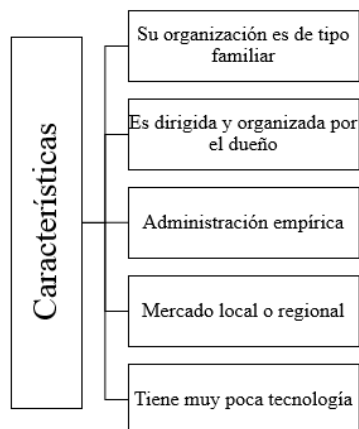 Características
Su organización es de tipo
familiar
Es dirigida y organizada por
el dueño
Administración empírica
Mercado local o regional
Tiene muy poca tecnología